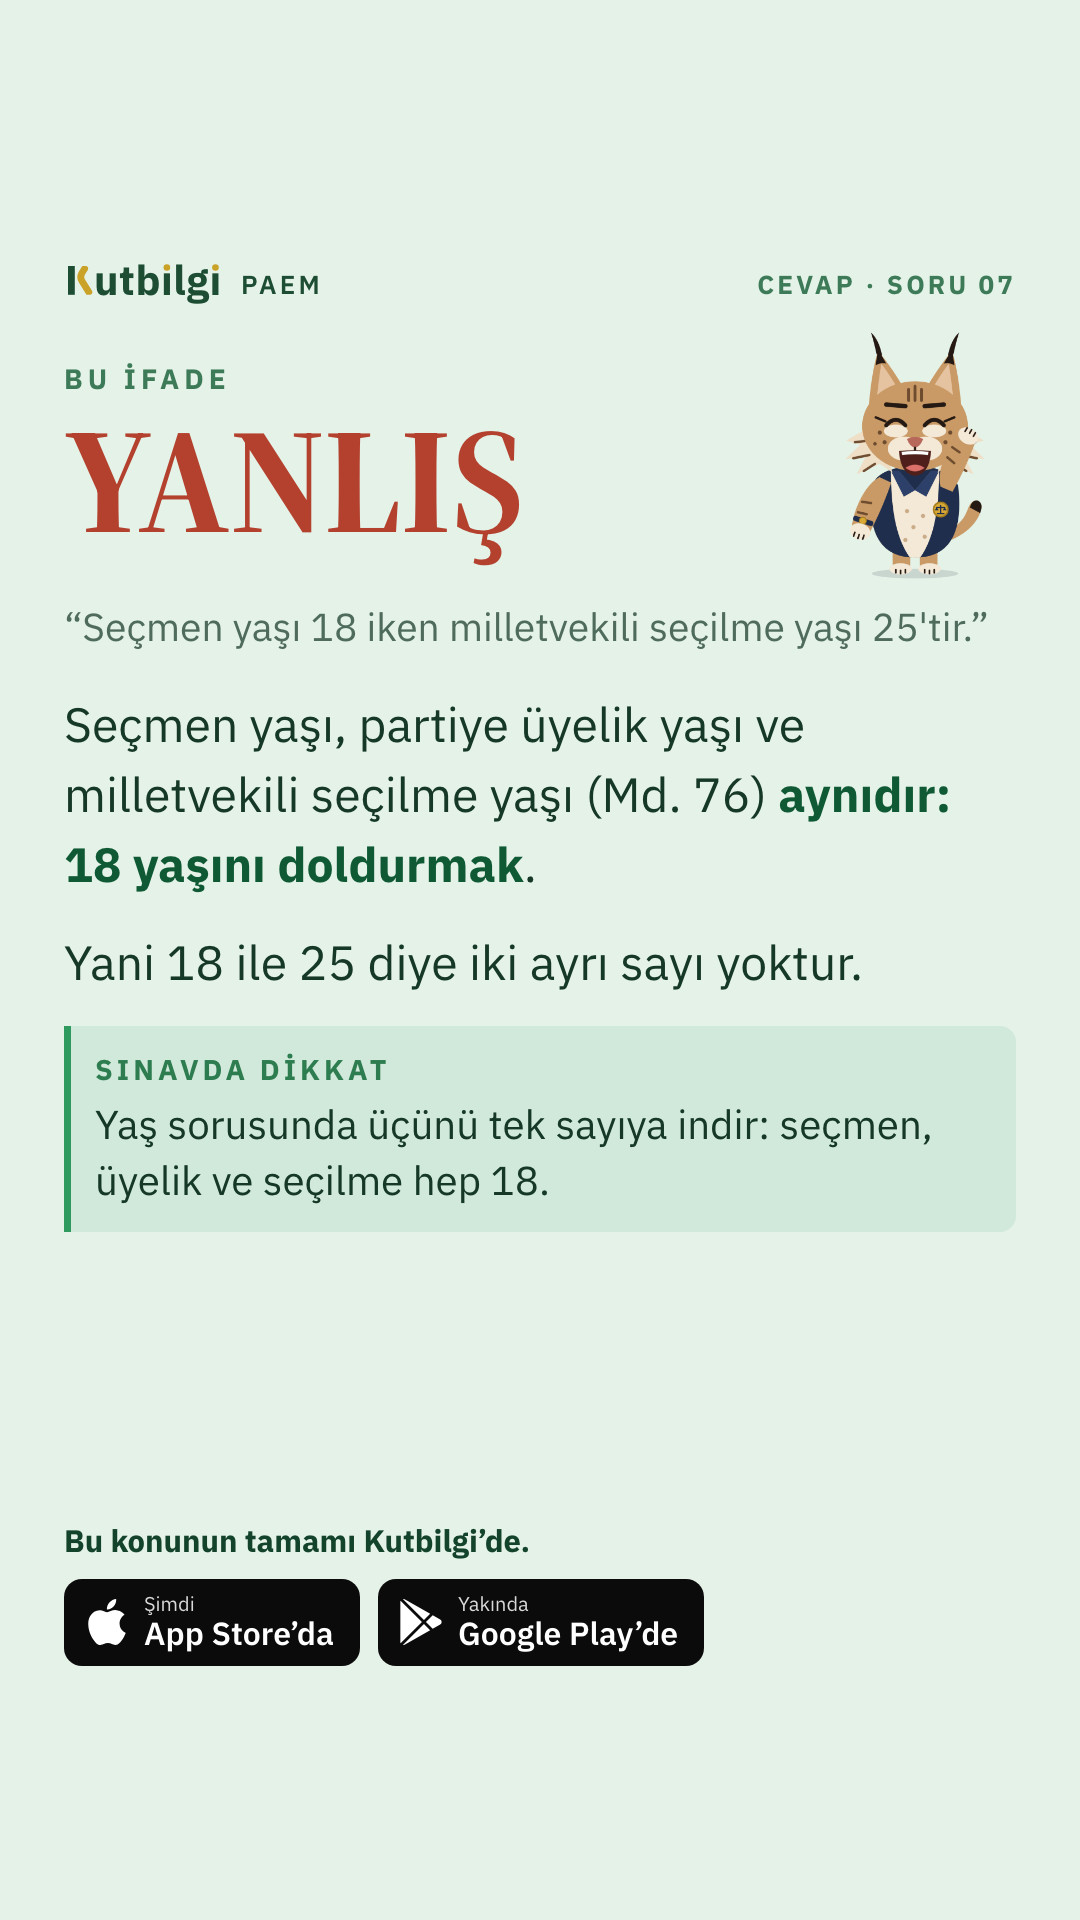 Kutbilgi PAEM
CEVAP · SORU 07
BU İFADE
YANLIŞ
“Seçmen yaşı 18 iken milletvekili seçilme yaşı 25'tir.”
Seçmen yaşı, partiye üyelik yaşı ve
milletvekili seçilme yaşı (Md. 76) aynıdır:
18 yaşını doldurmak.
Yani 18 ile 25 diye iki ayrı sayı yoktur.
SINAVDA DİKKAT
Yaş sorusunda üçünü tek sayıya indir: seçmen,
üyelik ve seçilme hep 18.
Bu konunun tamamı Kutbilgi’de.
Şimdi
App Store’da
Yakında
Google Play’de